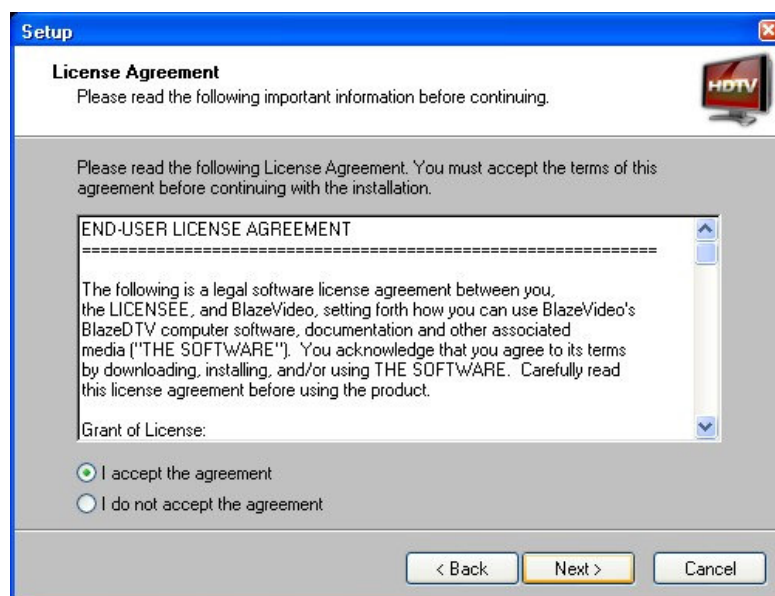 Setup
License Agreement
Please read the following important information before continuing.
HDTV
Please read the following License Agreement. You must accept the terms of this
agreement before continuing with the installation.
END-USER LICENSE AGREEMENT
==============================================================
The following is a legal software license agreement between you,
the LICENSEE, and BlazeVideo, setting forth how you can use BlazeVideo's
BlazeDTV computer software, documentation and other associated
media ("THE SOFTWARE"). You acknowledge that you agree to its terms
by downloading, installing, and/or using THE SOFTWARE. Carefully read
this license agreement before using the product.
Grant of License:
I accept the agreement
I do not accept the agreement
< Back Next > Cancel